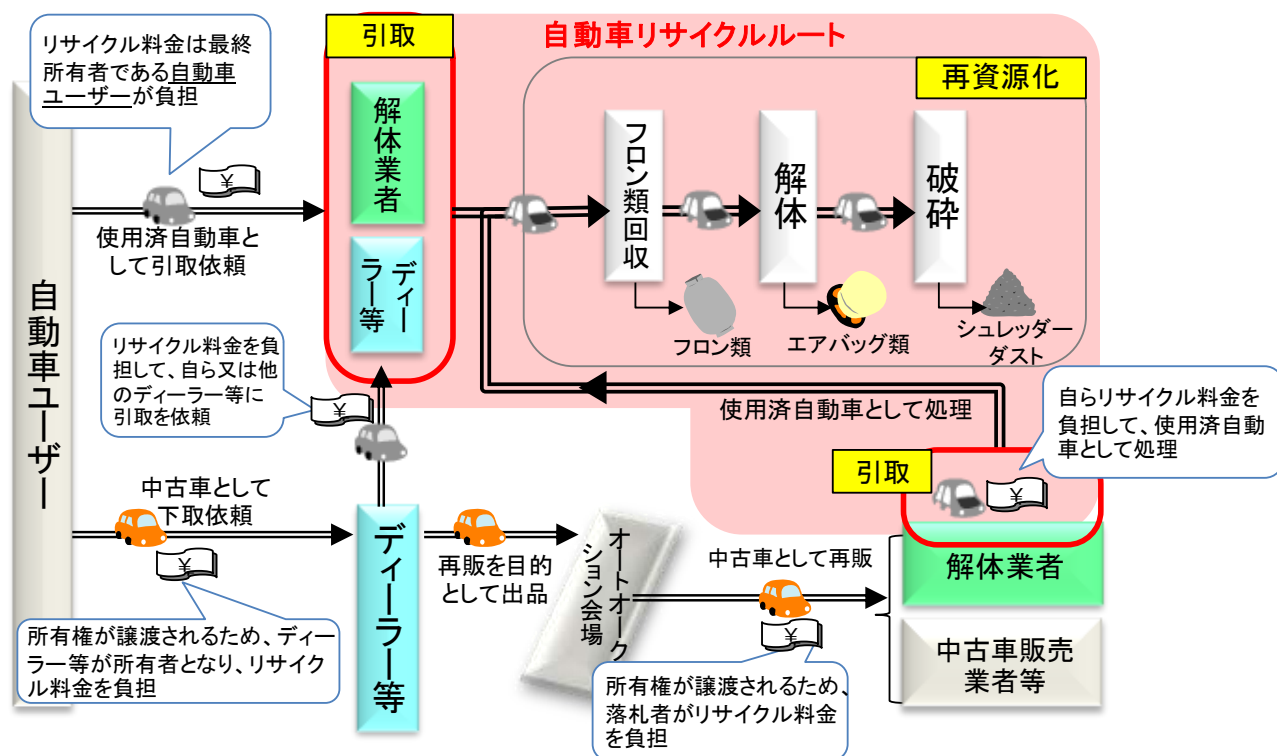 リサイクル料金は最終
所有者である自動車
ユーザーが負担
引取
自動車リサイクルルート
再資源化
解体業者
ディー
ラー等
フロン類回収
解体
破砕
¥
使用済自動車と
して引取依頼
自動車ユーザー
フロン類
エアバッグ類
シュレッダー
ダスト
リサイクル料金を負
担して、自ら又は他
のディーラー等に
引取を依頼
¥
使用済自動車として処理
自らリサイクル料金を
負担して、使用済自動
車として処理
引取
¥
中古車として
下取依頼
¥
ディーラー等
再販を目的
として出品
オートオーク
ション会場
中古車として再販
¥
解体業者
中古車販売
業者等
所有権が譲渡されるため、ディー
ラー等が所有者となり、リサイク
ル料金を負担
所有権が譲渡されるため、
落札者がリサイクル料金
を負担